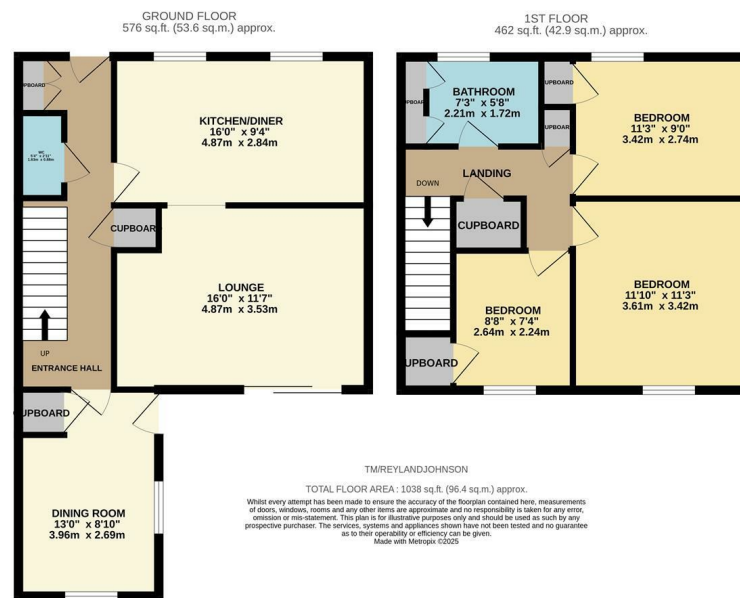 GROUND FLOOR
576 sq.ft. (53.6 sq.m.) approx.
UPBOARD
KITCHEN/DINER
16'0" x 9'4"
4.87m x 2.84m
WC
CUPBOARD
LOUNGE
16'0" x 11'7"
4.87m x 3.53m
UP
ENTRANCE HALL
UPBOARD
DINING ROOM
13'0" x 8'10"
3.96m x 2.69m
1ST FLOOR
462 sq.ft. (42.9 sq.m.) approx.
UPBOARD
BATHROOM
7'3" x 5'8"
2.21m x 1.72m
UPBOARD
UPBOARD
BEDROOM
11'3" x 9'0"
3.42m x 2.74m
LANDING
DOWN
CUPBOARD
BEDROOM
11'10" x 11'3"
3.61m x 3.42m
BEDROOM
8'8" x 7'4"
2.64m x 2.24m
UPBOARD
TM/REYLANDJOHNSON
TOTAL FLOOR AREA : 1038 sq.ft. (96.4 sq.m.) approx.
Whilst every attempt has been made to ensure the accuracy of the floorplan contained here, measurements
of doors, windows, rooms and any other items are approximate and no responsibility is taken for any error,
omission or mis-statement. This plan is for illustrative purposes only and should be used as such by any
prospective purchaser. The services, systems and appliances shown have not been tested and no guarantee
as to their operability or efficiency can be given.
Made with Metropix ©2025